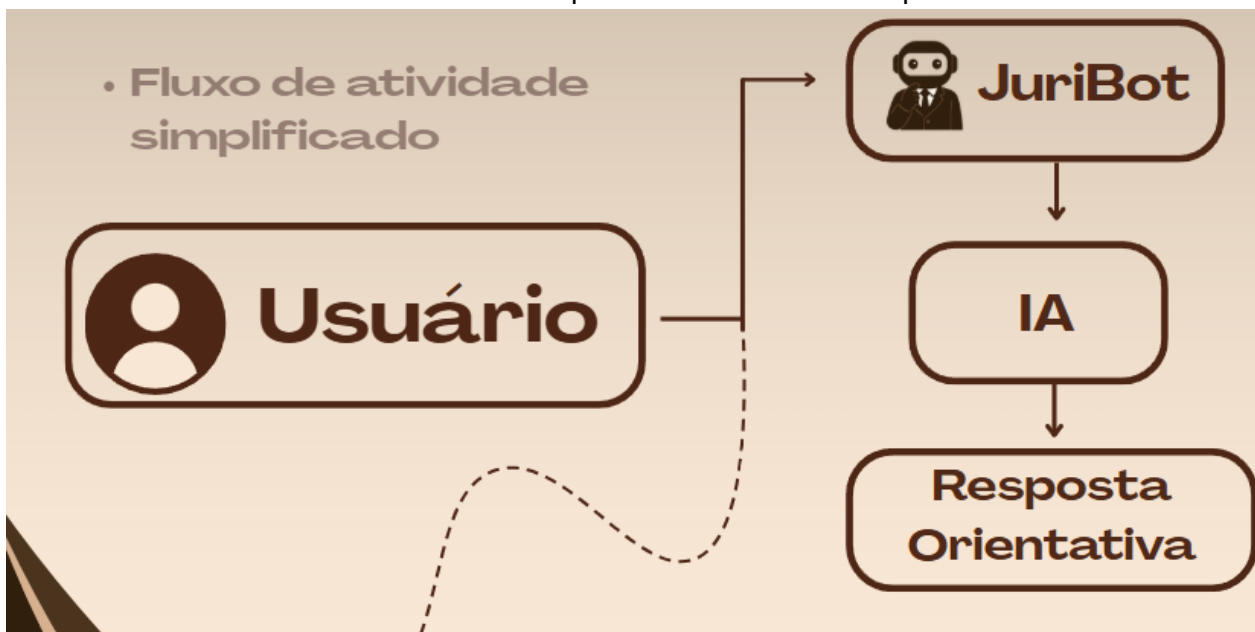 • Fluxo de atividade
simplificado
JuriBot
Usuário
IA
Resposta
Orientativa